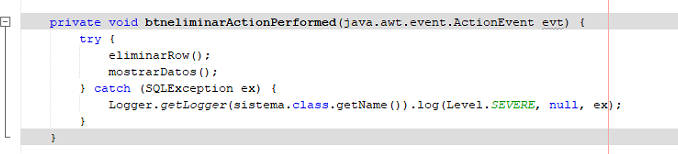 private void btneliminarActionPerformed(java.awt.event.ActionEvent evt) {
try {
eliminarRow();
mostrarDatos();
} catch (SQLException ex) {
Logger.getLogger(sistema.class.getName()).log(Level.SEVERE, null, ex);
}
}